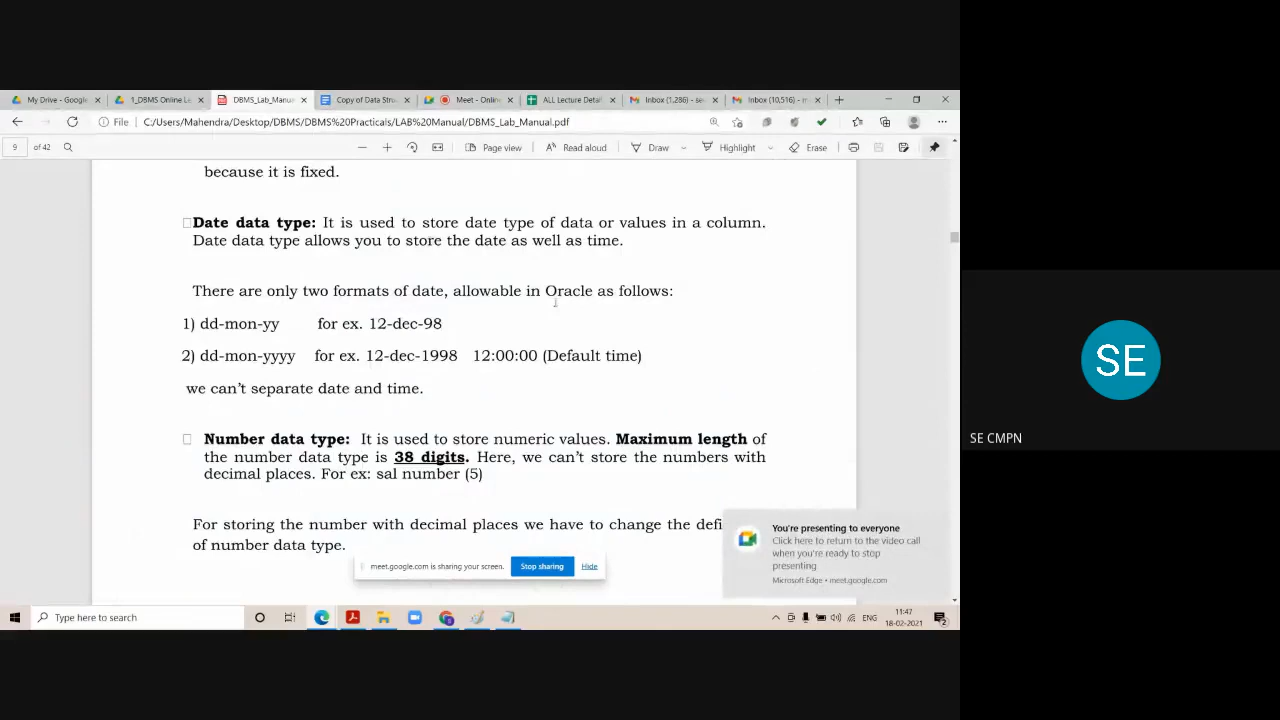 My Drive - Google
1_DBMS Online Le
DBMS_Lab_Manua
Copy of Data Stru
Meet - Online
ALL Lecture Detail
Inbox (1,286) - se
Inbox (10,516) - m
File C:/Users/Mahendra/Desktop/DBMS/DBMS%20Practicals/LAB%20Manual/DBMS_Lab_Manual.pdf
9 of 42 Page view Read aloud Draw Highlight Erase
because it is fixed.
Date data type: It is used to store date type of data or values in a column.
Date data type allows you to store the date as well as time.
There are only two formats of date, allowable in Oracle as follows:
1) dd-mon-yy for ex. 12-dec-98
2) dd-mon-yyyy for ex. 12-dec-1998 12:00:00 (Default time)
we can't separate date and time.
Number data type: It is used to store numeric values. Maximum length of
the number data type is 38 digits. Here, we can't store the numbers with
decimal places. For ex: sal number (5)
For storing the number with decimal places we have to change the defi
of number data type.
You're presenting to everyone
Click here to return to the video call
when you're ready to stop
presenting
Microsoft Edge • meet.google.com
meet.google.com is sharing your screen. Stop sharing Hide
Type here to search
ENG
11:47
18-02-2021
2
SE
SE CMPN